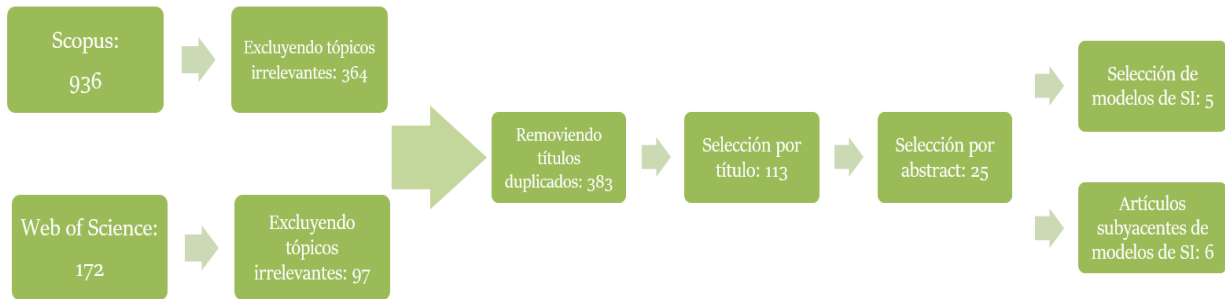 Scopus:
936
Excluyendo tópicos
irrelevantes: 364
Web of Science:
172
Excluyendo
tópicos
irrelevantes: 97
Removiendo
títulos
duplicados: 383
Selección por
título: 113
Selección por
abstract: 25
Selección de
modelos de SI: 5
Artículos
subyacentes de
modelos de SI: 6